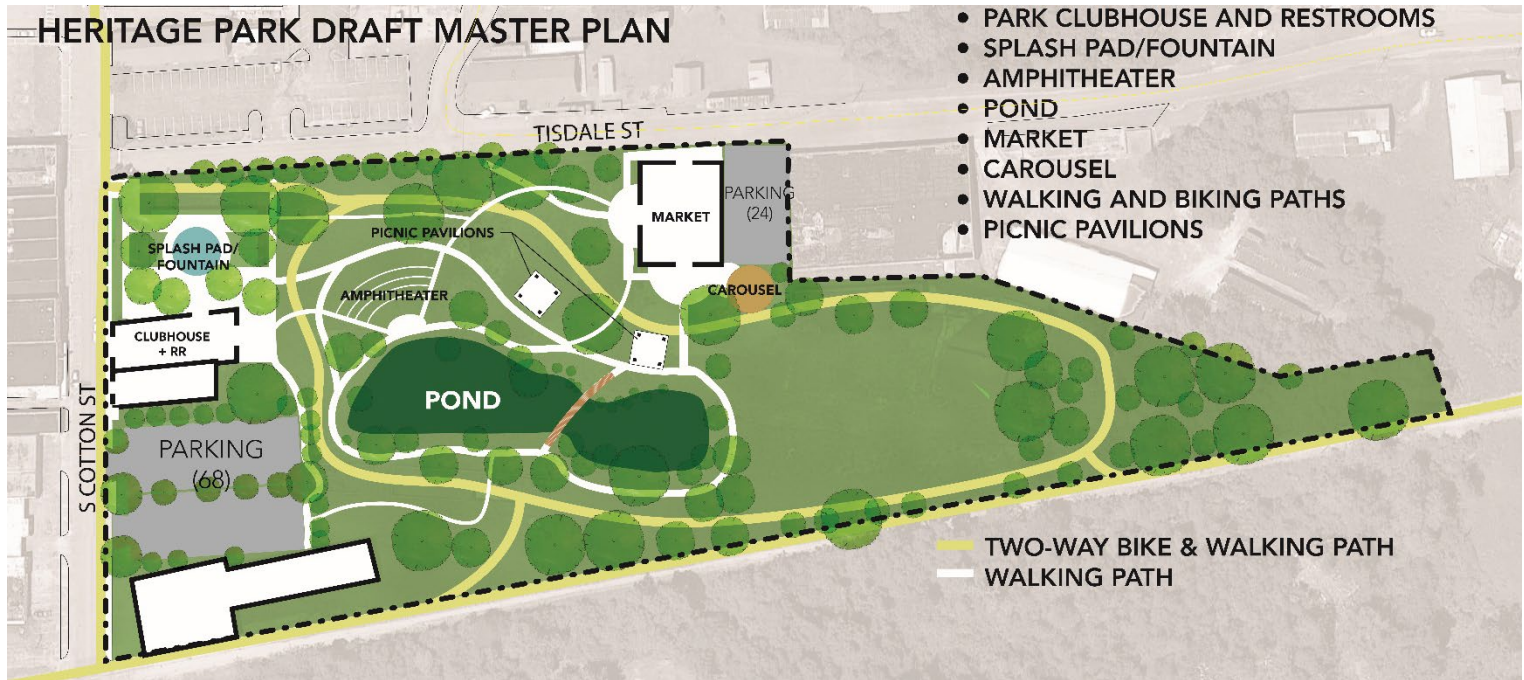 HERITAGE PARK DRAFT MASTER PLAN
• PARK CLUBHOUSE AND RESTROOMS
• SPLASH PAD/FOUNTAIN
• AMPHITHEATER
• POND
• MARKET
• CAROUSEL
• WALKING AND BIKING PATHS
• PICNIC PAVILIONS
TISDALE ST
PARKING
(24)
MARKET
PICNIC PAVILIONS
SPLASH PAD/
FOUNTAIN
AMPHITHEATER
CAROUSEL
CLUBHOUSE
+ RR
POND
S COTTON ST
PARKING
(68)
TWO-WAY BIKE & WALKING PATH
WALKING PATH